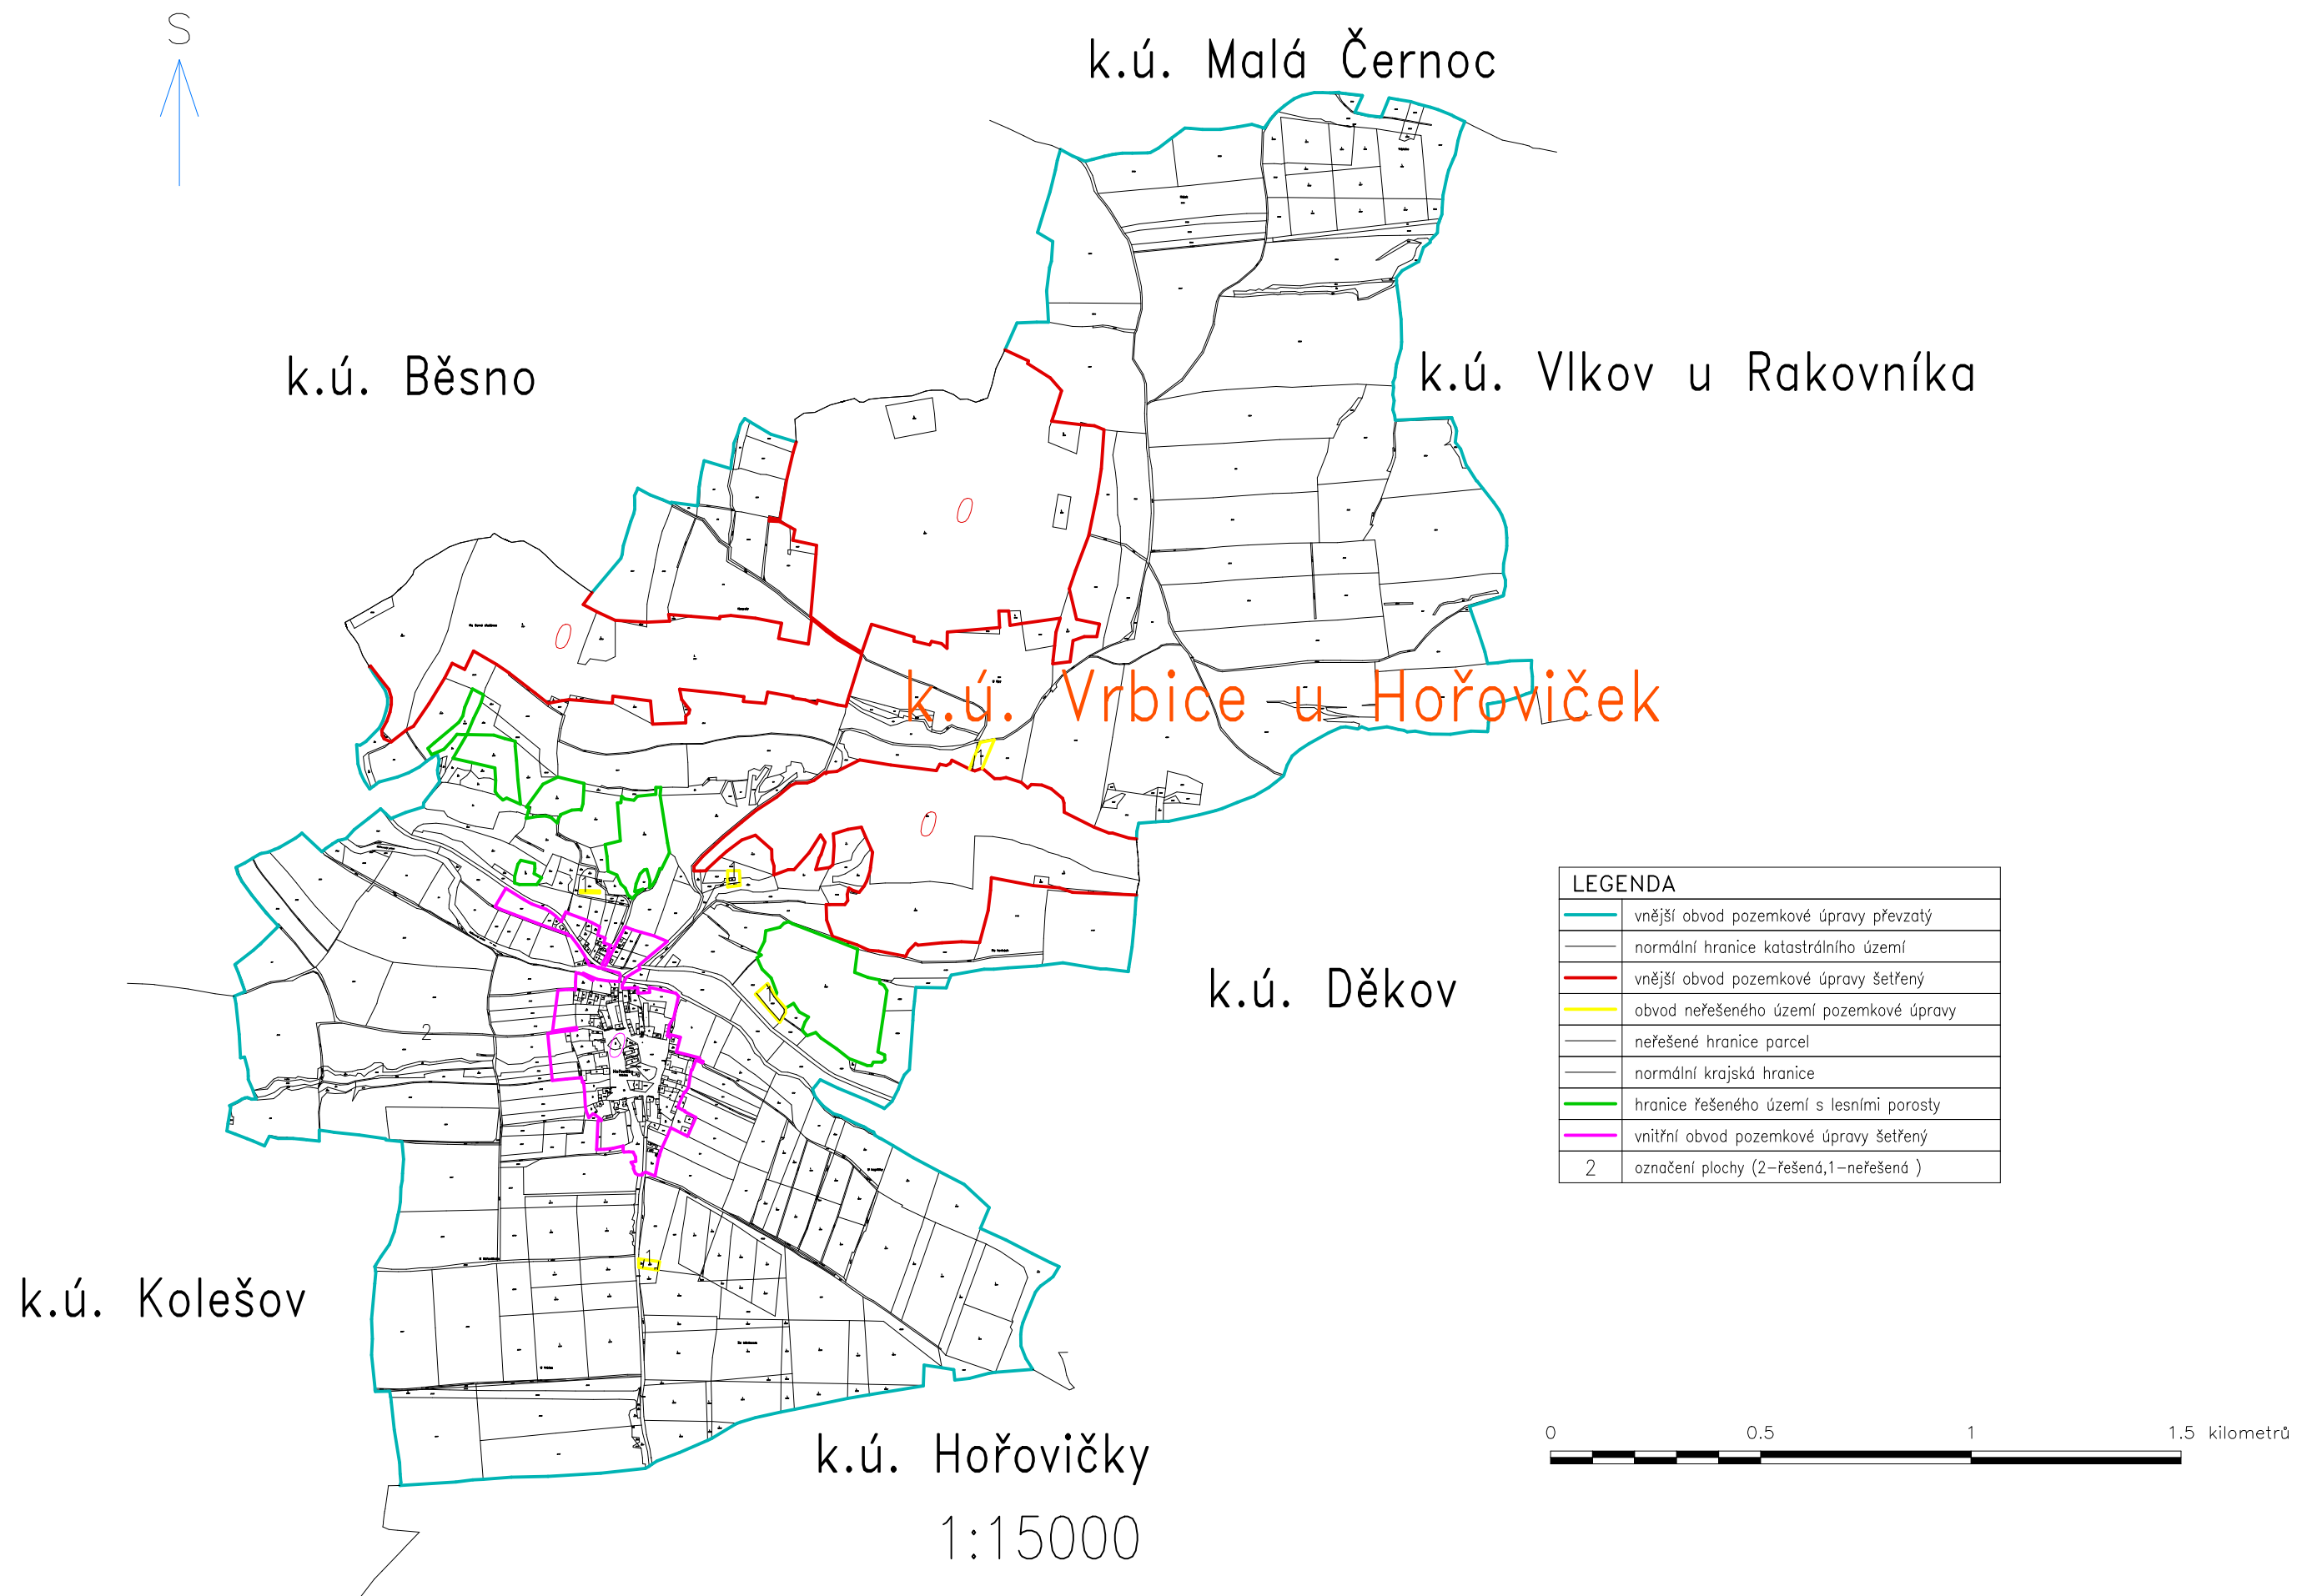 S
k.ú. Malá Černoc
k.ú. Běsno
k.ú. Vlkov u Rakovníka
k.ú. Vrbice u Hořoviček
1
LEGENDA
vnější obvod pozemkové úpravy převzatý
normální hranice katastrálního území
vnější obvod pozemkové úpravy šetřený
obvod neřešeného území pozemkové úpravy
neřešené hranice parcel
normální krajská hranice
hranice řešeného území s lesními porosty
vnitřní obvod pozemkové úpravy šetřený
2 označení plochy (2-řešená,1-neřešená )
1
k.ú. Děkov
2
1
k.ú. Kolešov
k.ú. Hořovičky
1:15000
0 0.5 1 1.5 kilometrů